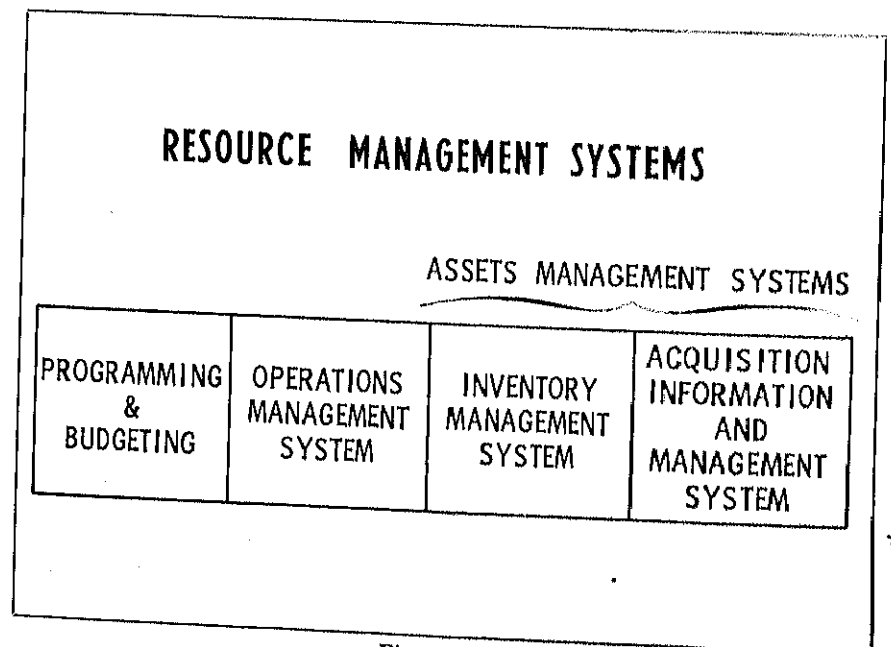 RESOURCE MANAGEMENT SYSTEMS
ASSETS MANAGEMENT SYSTEMS
PROGRAMMING
&
BUDGETING
OPERATIONS
MANAGEMENT
SYSTEM
INVENTORY
MANAGEMENT
SYSTEM
ACQUISITION
INFORMATION
AND
MANAGEMENT
SYSTEM